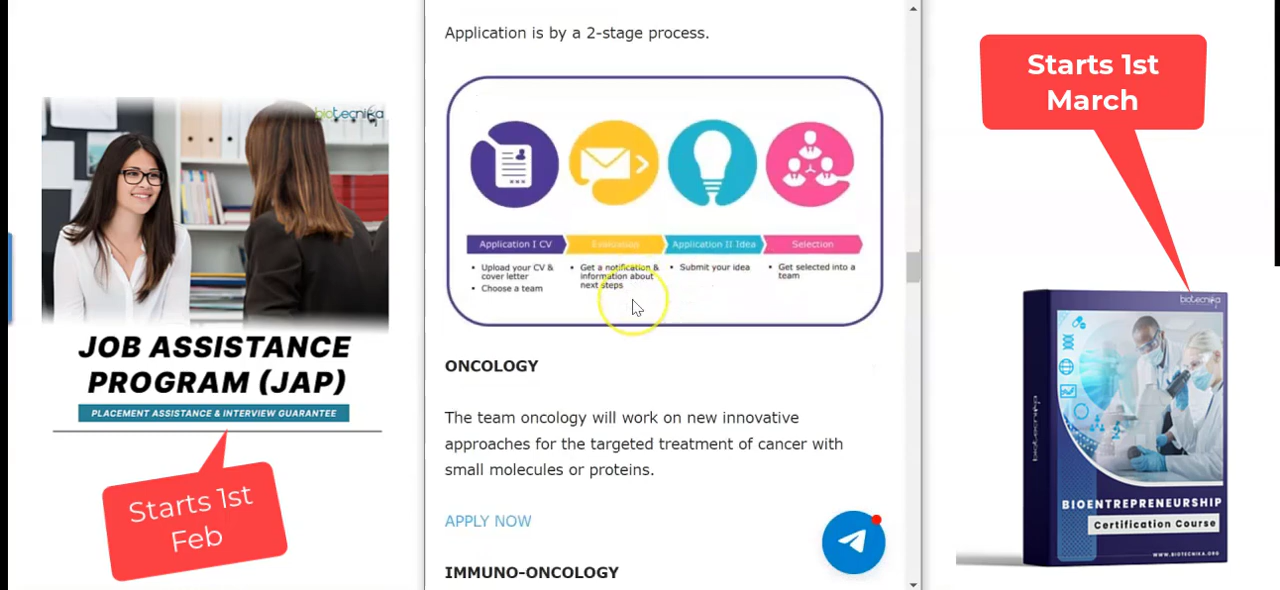 biotecnika
JOB ASSISTANCE
PROGRAM (JAP)
PLACEMENT ASSISTANCE & INTERVIEW GUARANTEE
Starts 1st
Feb
Application is by a 2-stage process.
Application I CV
Evaluation
Application II Idea
Selection
• Upload your CV &
cover letter
• Choose a team
• Get a notification &
information about
next steps
• Submit your idea
• Get selected into a
team
ONCOLOGY
The team oncology will work on new innovative
approaches for the targeted treatment of cancer with
small molecules or proteins.
APPLY NOW
IMMUNO-ONCOLOGY
Starts 1st
March
biotecnika
biotecnika
BIOENTREPRENEURSHIP
Certification Course
WWW.BIOTECNIKA.ORG